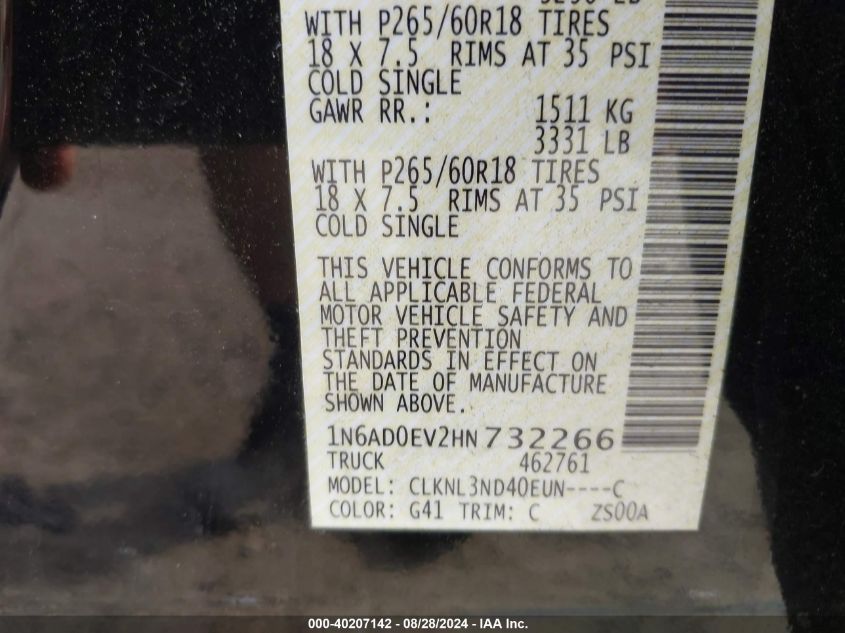 WITH P265/60R18 TIRES
18 X 7.5 RIMS AT 35 PSI
COLD SINGLE
GAWR RR.: 1511 KG
3331 LB
WITH P265/60R18 TIRES
18 X 7.5 RIMS AT 35 PSI
COLD SINGLE
THIS VEHICLE CONFORMS TO
ALL APPLICABLE FEDERAL
MOTOR VEHICLE SAFETY AND
THEFT PREVENTION
STANDARDS IN EFFECT ON
THE DATE OF MANUFACTURE
SHOWN ABOVE.
1N6AD0EV2HN732266
TRUCK 462761
MODEL: CLKNL3ND40EUN----C
COLOR: G41 TRIM: C ZS00A
000-40207142 - 08/28/2024 - IAA Inc.